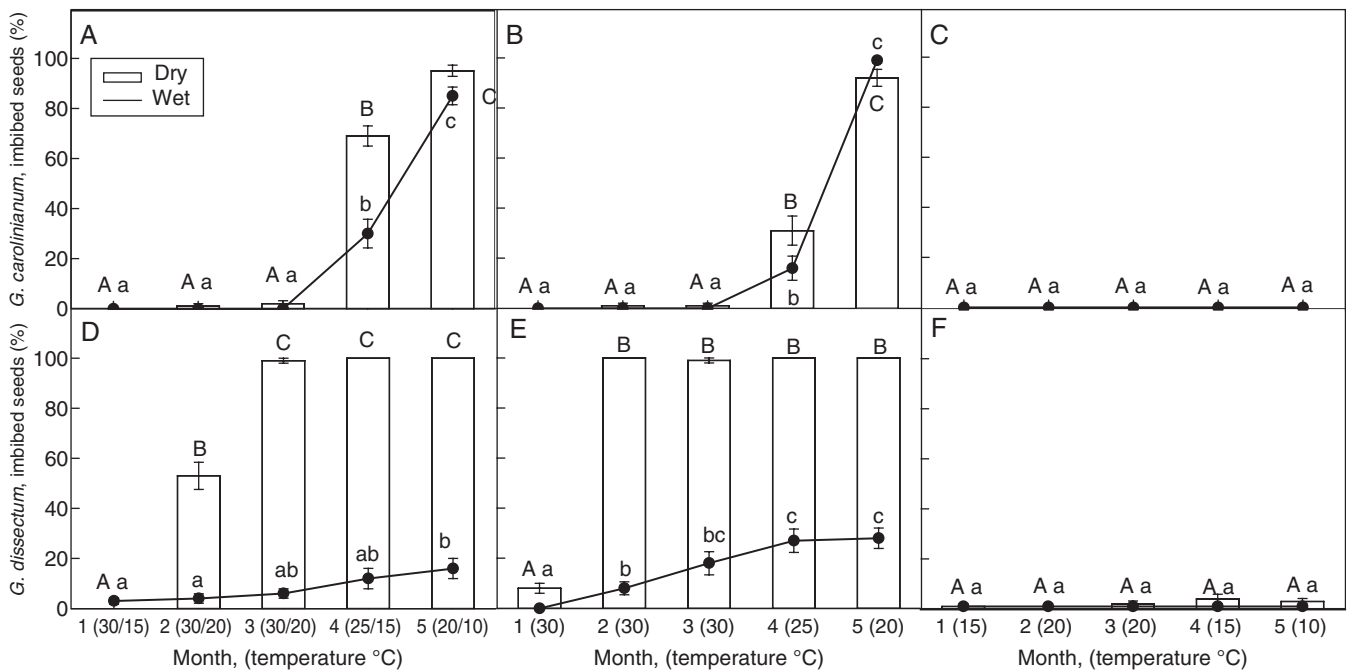 G. carolinianum, imbibed seeds (%)
100
80
60
40
20
0
A
Dry
Wet
A a
A a
A a
B
b
C
c
B
A a
A a
A a
B
b
c
C
C
A a
A a
A a
A a
A a
G. dissectum, imbibed seeds (%)
100
80
60
40
20
0
D
A a
B
a
C
ab
C
ab
C
b
E
A a
B
b
B
bc
B
c
B
c
F
A a
A a
A a
A a
A a
1 (30/15) 2 (30/20) 3 (30/20) 4 (25/15) 5 (20/10)
Month, (temperature °C)
1 (30) 2 (30) 3 (30) 4 (25) 5 (20)
Month, (temperature °C)
1 (15) 2 (20) 3 (20) 4 (15) 5 (10)
Month, (temperature °C)